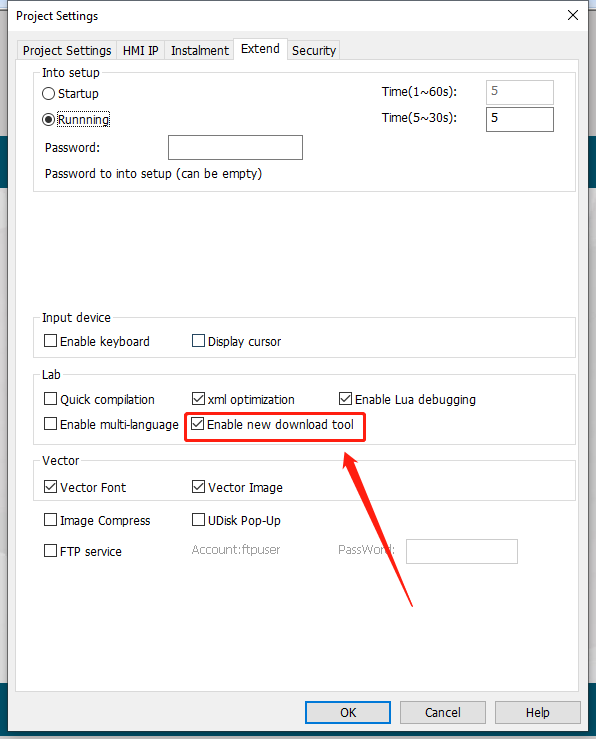 Project Settings
Project Settings HMI IP Instalment Extend Security
Into setup
Startup Time(1~60s): 5
Runnning Time(5~30s): 5
Password:
Password to into setup (can be empty)
Input device
Enable keyboard Display cursor
Lab
Quick compilation xml optimization Enable Lua debugging
Enable multi-language Enable new download tool
Vector
Vector Font Vector Image
Image Compress UDisk Pop-Up
FTP service Account:ftpuser PassWord:
OK Cancel Help